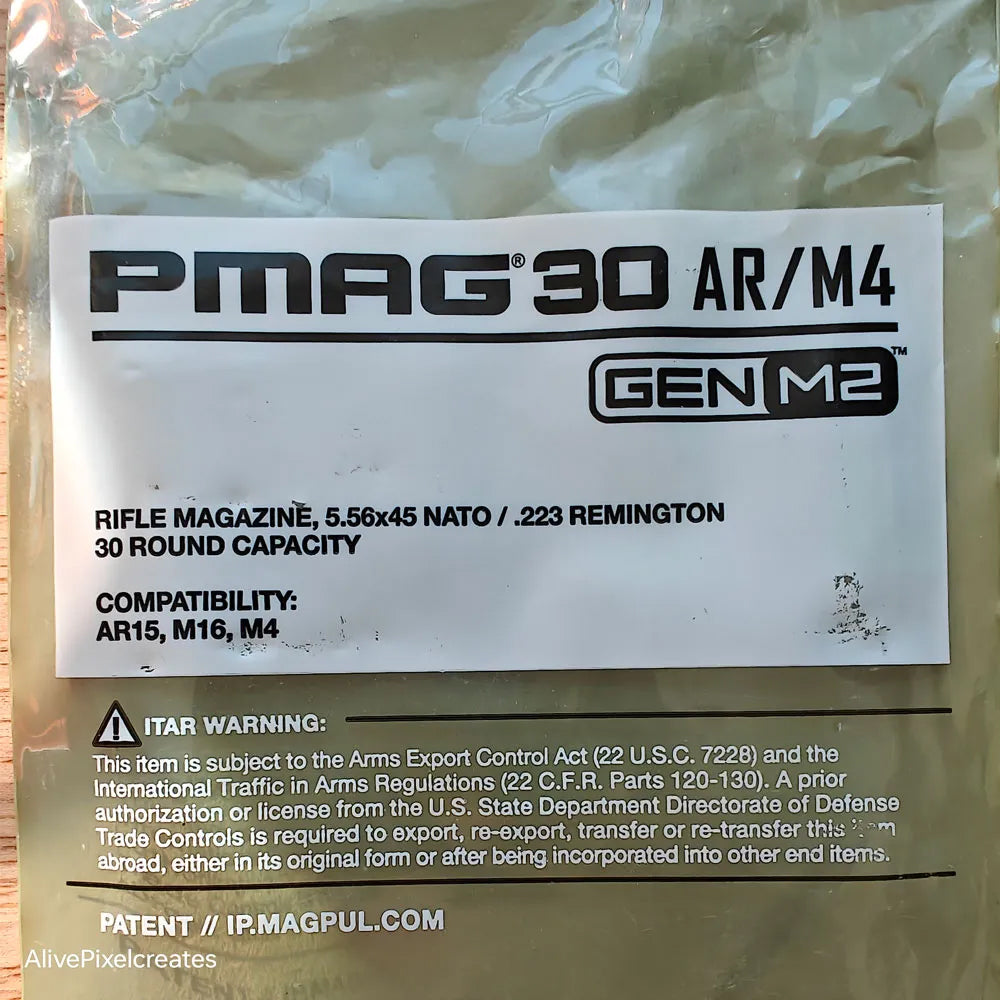 PMAG® 30 AR/M4
GEN M2™
RIFLE MAGAZINE, 5.56x45 NATO / .223 REMINGTON
30 ROUND CAPACITY
COMPATIBILITY:
AR15, M16, M4
ITAR WARNING:
This item is subject to the Arms Export Control Act (22 U.S.C. 7228) and the
International Traffic in Arms Regulations (22 C.F.R. Parts 120-130). A prior
authorization or license from the U.S. State Department Directorate of Defense
Trade Controls is required to export, re-export, transfer or re-transfer this
abroad, either in its original form or after being incorporated into other end items.
PATENT // IP.MAGPUL.COM
AlivePixelcreates